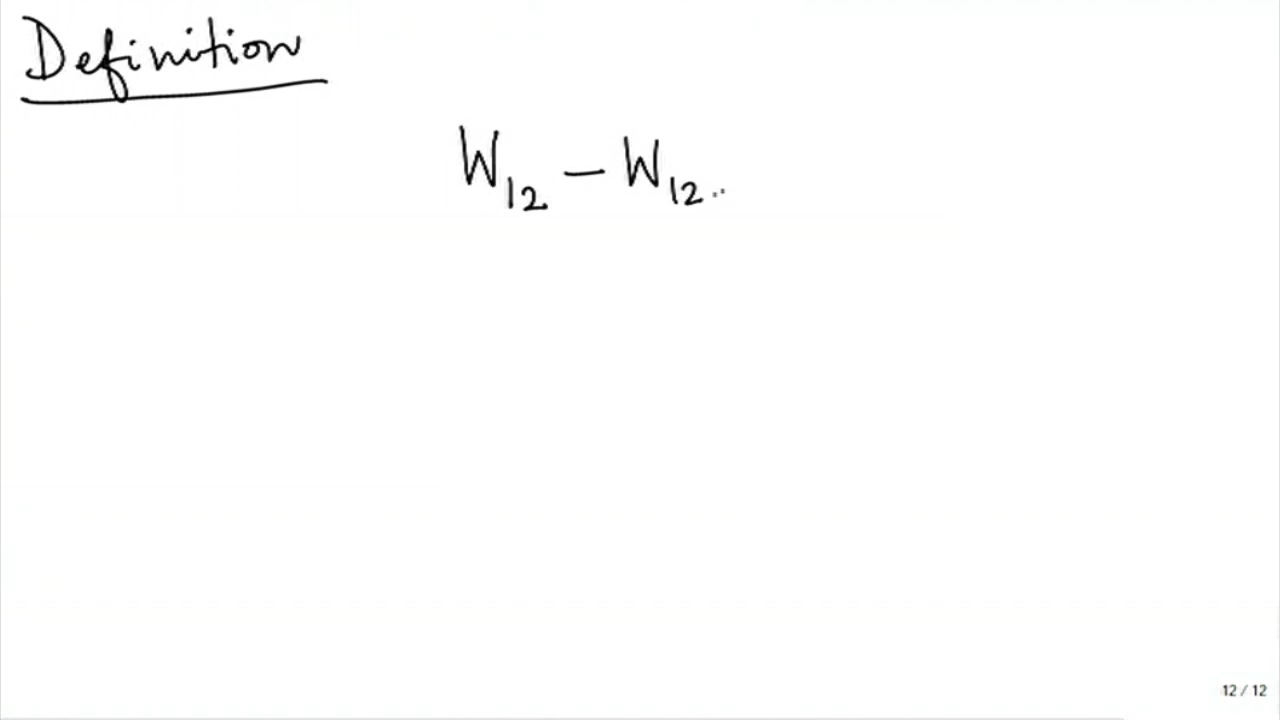 Definition
W₁₂ – W₁₂..
12 / 12